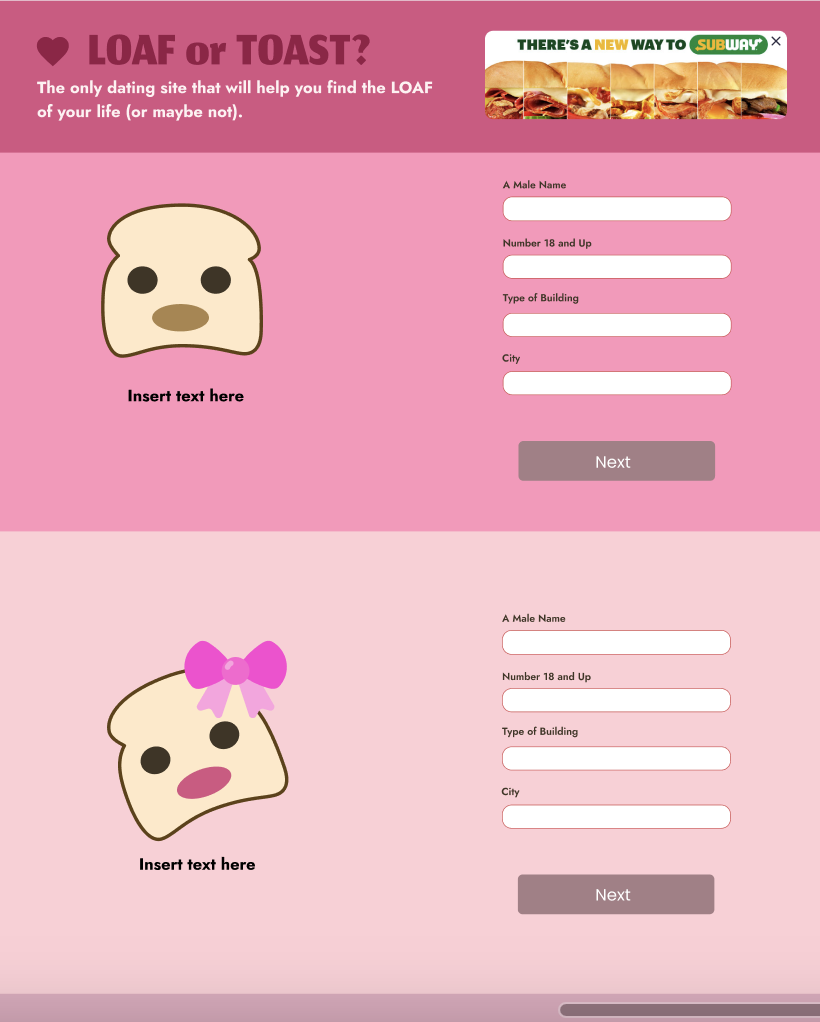 LOAF or TOAST?
The only dating site that will help you find the LOAF
of your life (or maybe not).
THERE'S A NEW WAY TO SUBWAY
A Male Name
Number 18 and Up
Type of Building
City
Insert text here
Next
A Male Name
Number 18 and Up
Type of Building
City
Insert text here
Next